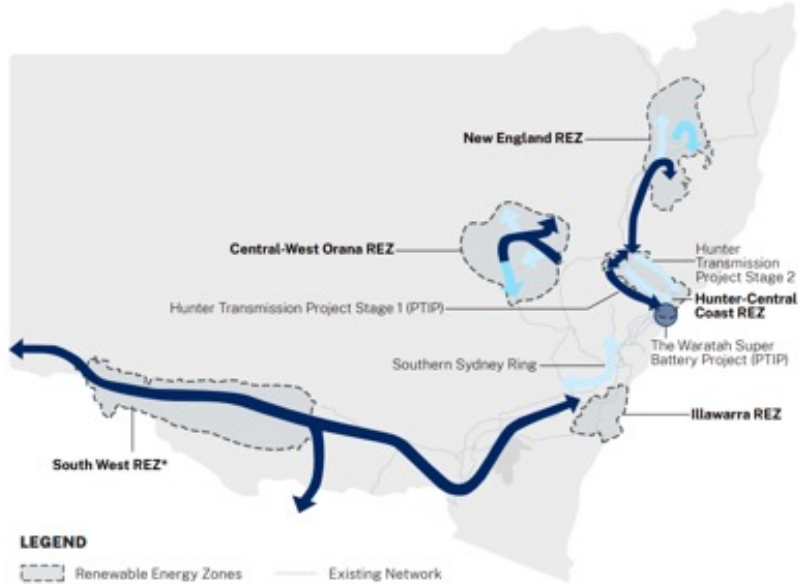 New England REZ
Central-West Orana REZ
Hunter
Transmission
Project Stage 2
Hunter-Central
Coast REZ
Hunter Transmission Project Stage 1 (PTIP)
The Waratah Super
Battery Project (PTIP)
Southern Sydney Ring
Illawarra REZ
South West REZ*
LEGEND
Renewable Energy Zones
Existing Network